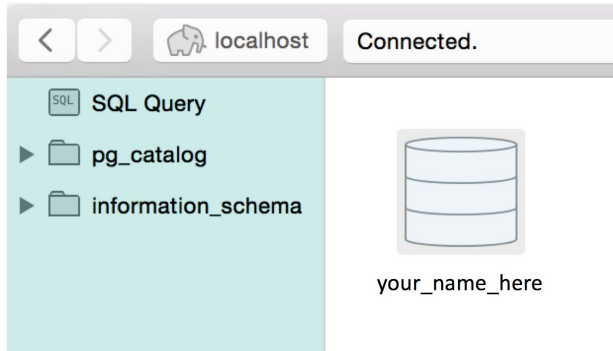 localhost
Connected.
SQL SQL Query
pg_catalog
information_schema
your_name_here